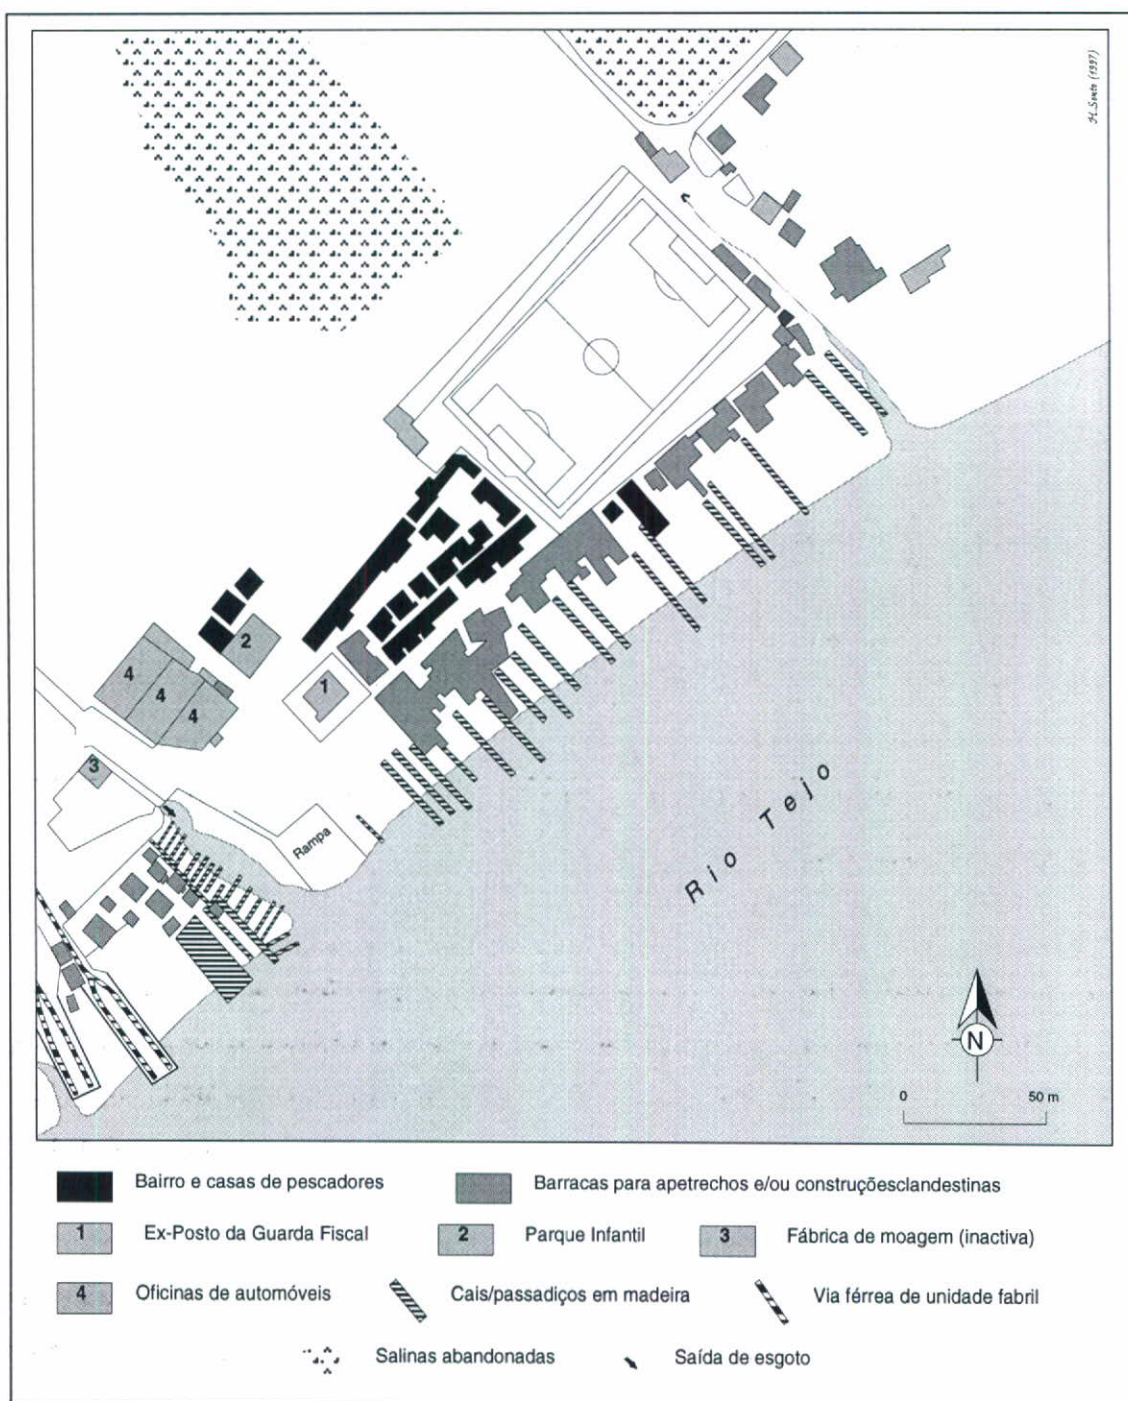 H. Souto (1997)
2
4
4
4
1
3
Rampa
Rio Tejo
N
0 50 m
Bairro e casas de pescadores
Barracas para apetrechos e/ou construçõesclandestinas
1 Ex-Posto da Guarda Fiscal
2 Parque Infantil
3 Fábrica de moagem (inactiva)
4 Oficinas de automóveis
Cais/passadiços em madeira
Via férrea de unidade fabril
Salinas abandonadas
Saída de esgoto